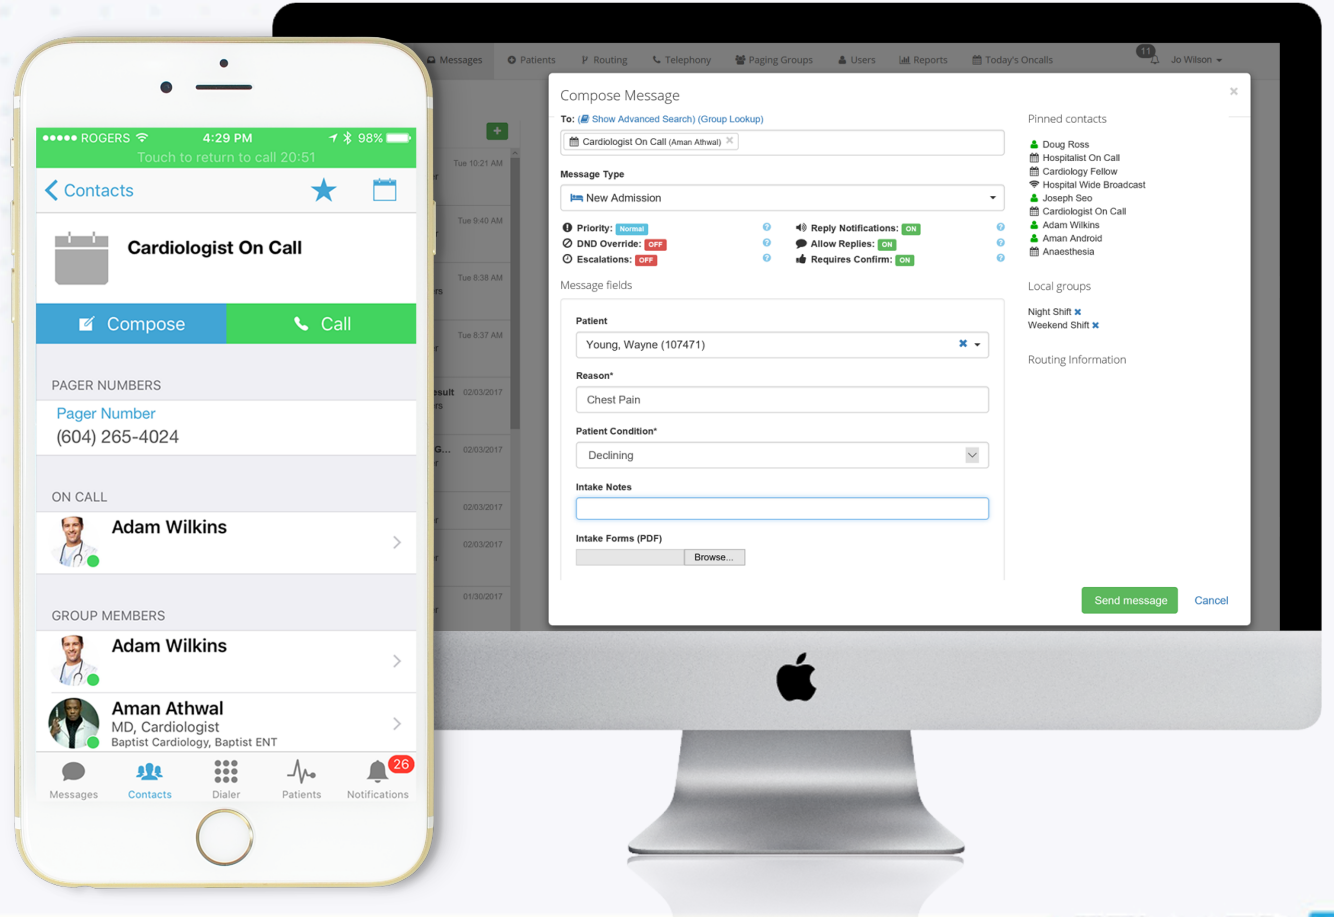 ●●●●● ROGERS 4:29 PM 98%
Touch to return to call 20:51
Contacts
Cardiologist On Call
Compose Call
PAGER NUMBERS
Pager Number
(604) 265-4024
ON CALL
Adam Wilkins
GROUP MEMBERS
Adam Wilkins
Aman Athwal
MD, Cardiologist
Baptist Cardiology, Baptist ENT
26
Messages Contacts Dialer Patients Notifications
Messages Patients Routing Telephony Paging Groups Users Reports Today's Oncalls 11 Jo Wilson
Tue 10:21 AM
Tue 9:40 AM
Tue 8:38 AM
Tue 8:37 AM
02/03/2017
G... 02/03/2017
02/03/2017
02/03/2017
01/30/2017
Compose Message
To: (Show Advanced Search) (Group Lookup)
Cardiologist On Call (Aman Athwal)
Message Type
New Admission
Priority: Normal
Reply Notifications: ON
DND Override: OFF
Allow Replies: ON
Escalations: OFF
Requires Confirm: ON
Message fields
Patient
Young, Wayne (107471)
Reason*
Chest Pain
Patient Condition*
Declining
Intake Notes
Intake Forms (PDF)
Browse...
Send message Cancel
Pinned contacts
Doug Ross
Hospitalist On Call
Cardiology Fellow
Hospital Wide Broadcast
Joseph Seo
Cardiologist On Call
Adam Wilkins
Aman Android
Anaesthesia
Local groups
Night Shift
Weekend Shift
Routing Information